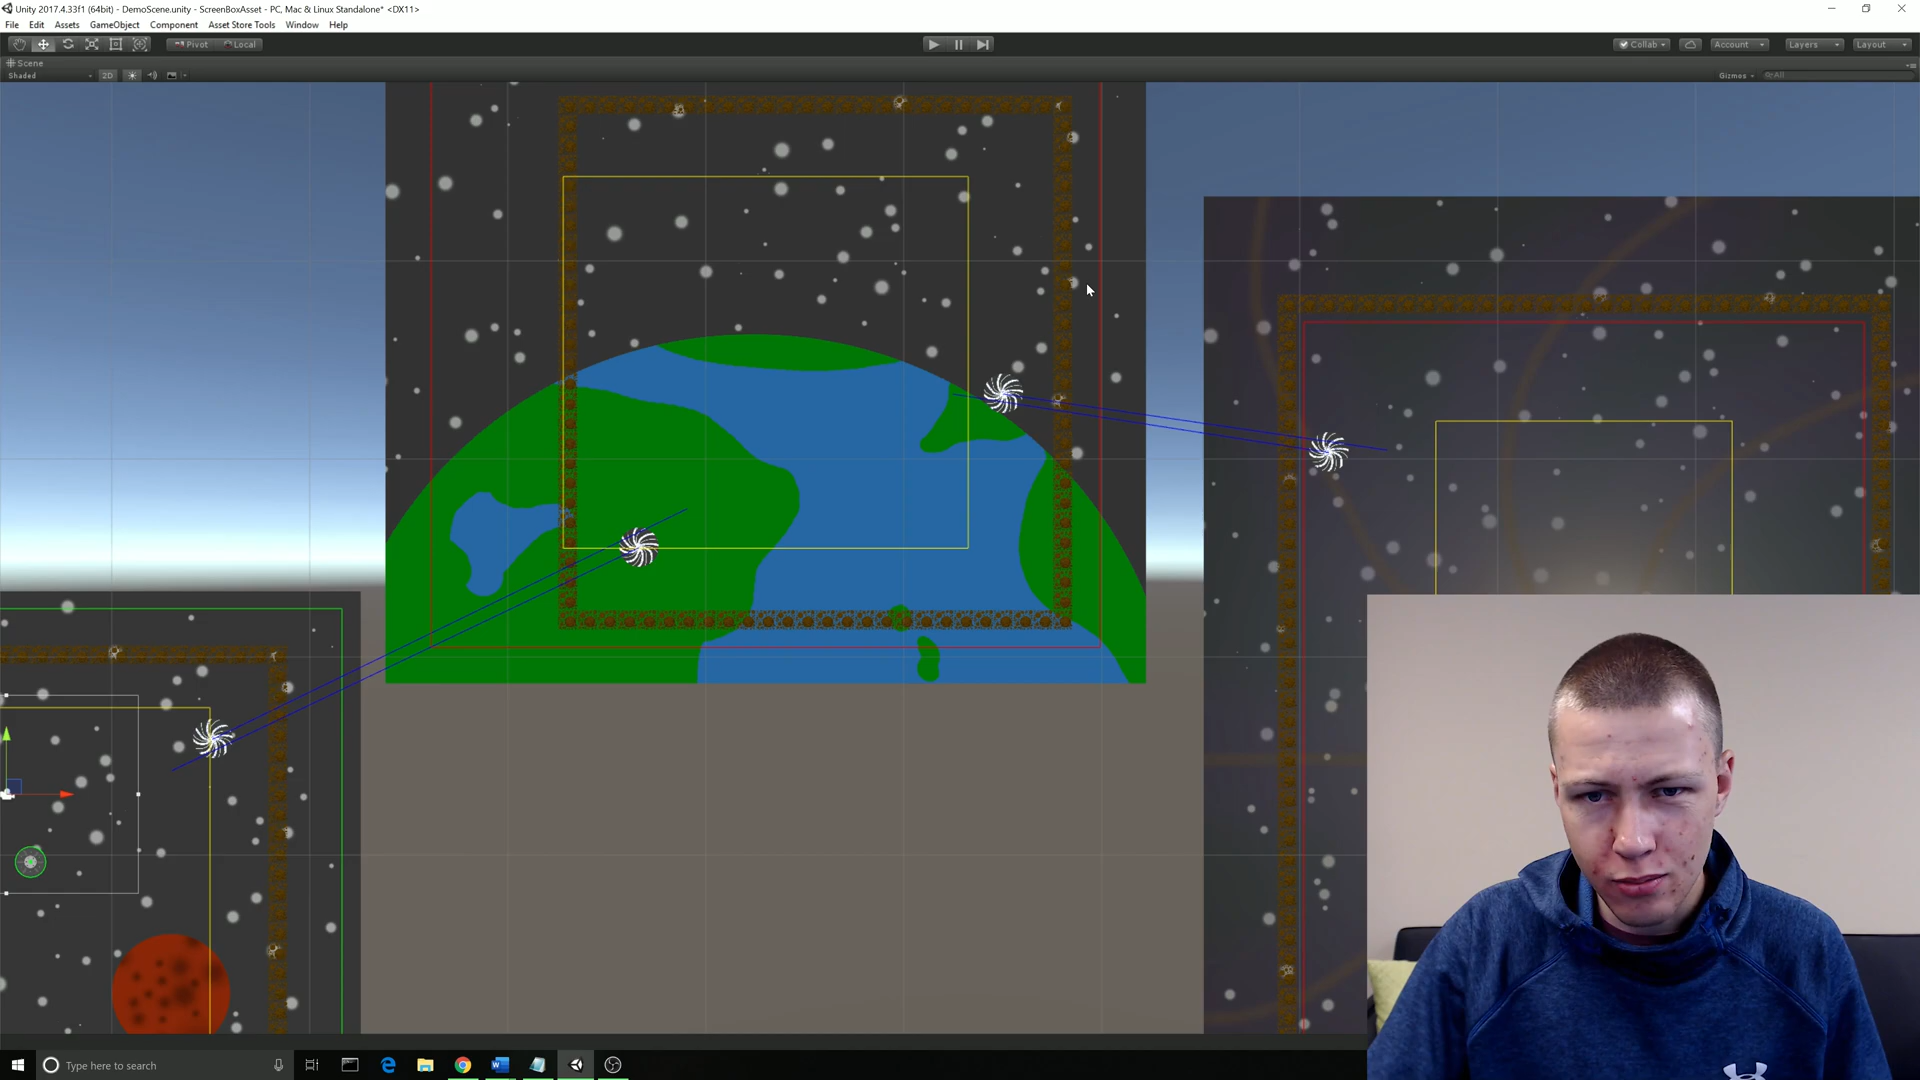 Unity 2017.4.33f1 (64bit) - DemoScene.unity - ScreenBoxAsset - PC, Mac & Linux Standalone* <DX11>
File Edit Assets GameObject Component Asset Store Tools Window Help
Pivot Local Collab Account Layers Layout
Scene
Shaded 2D Gizmos All
Type here to search